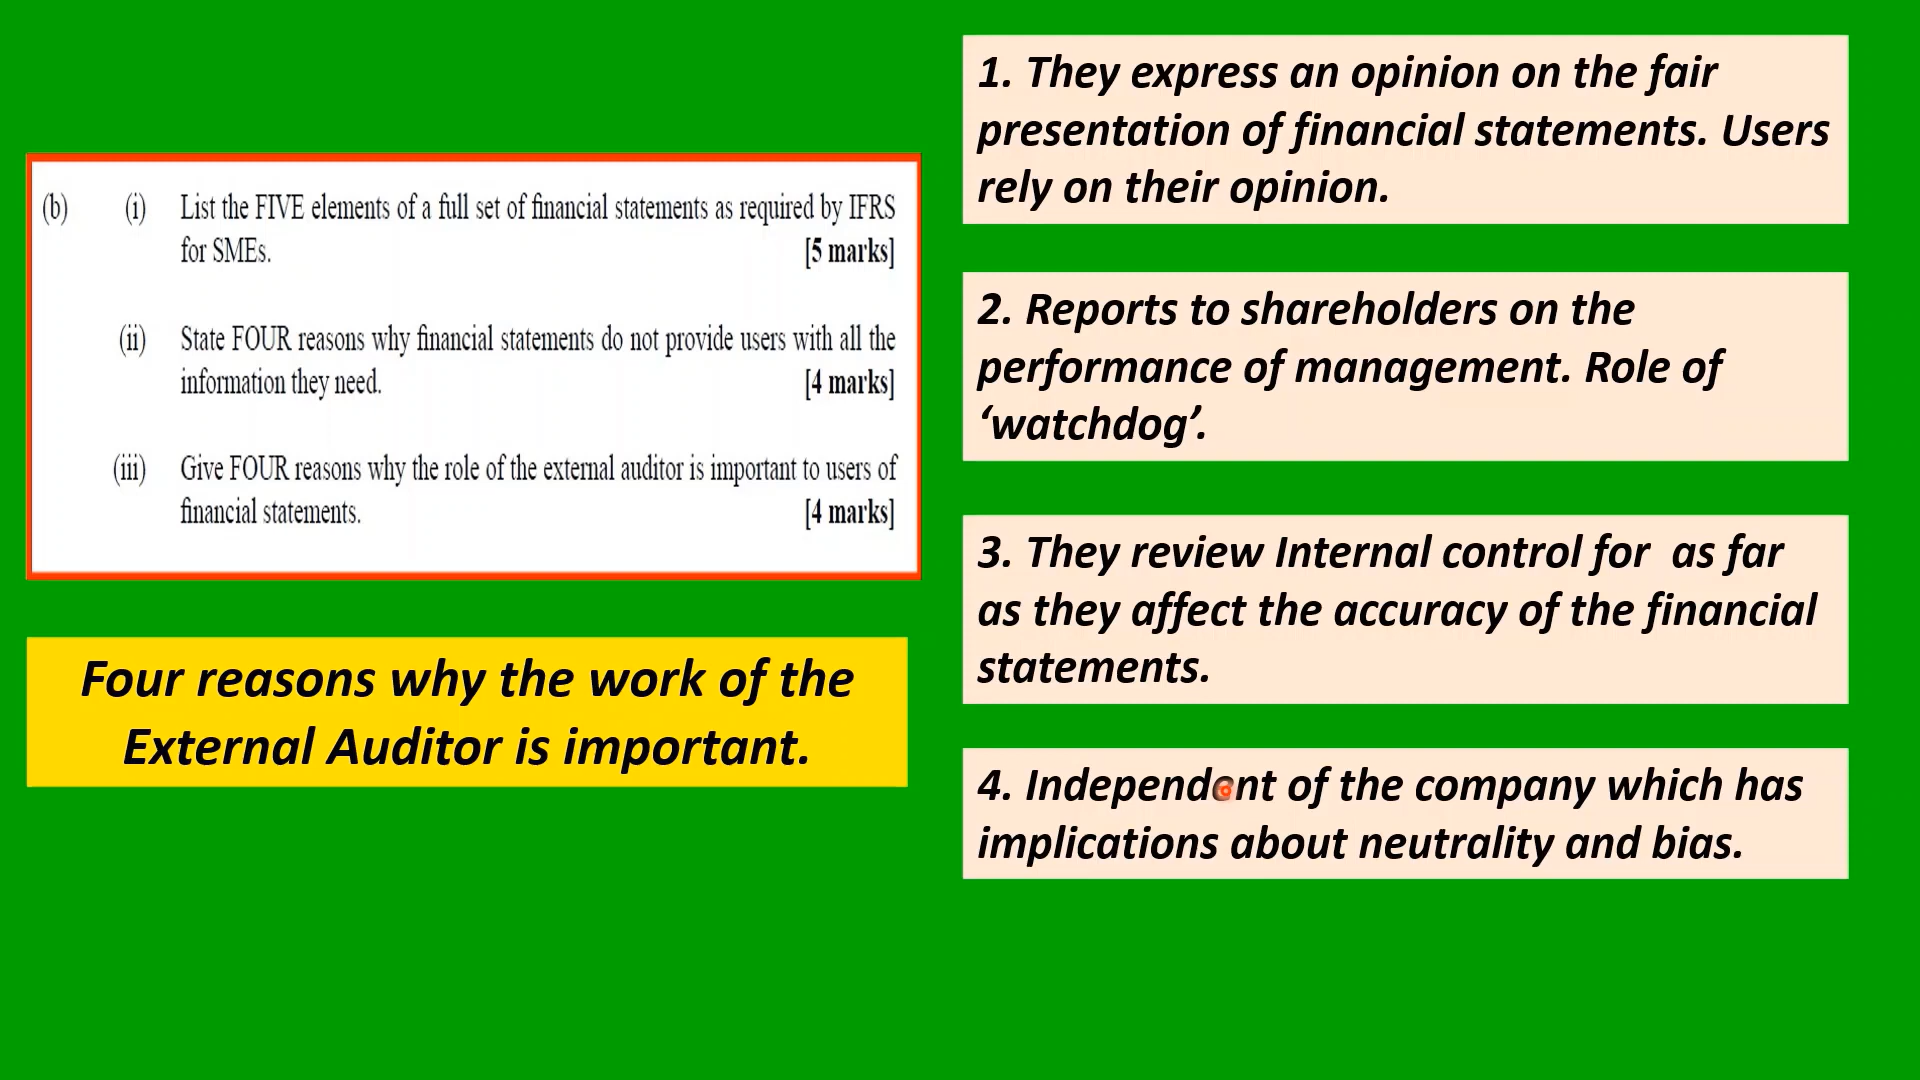 (b) (i) List the FIVE elements of a full set of financial statements as required by IFRS
for SMEs. [5 marks]
(ii) State FOUR reasons why financial statements do not provide users with all the
information they need. [4 marks]
(iii) Give FOUR reasons why the role of the external auditor is important to users of
financial statements. [4 marks]
Four reasons why the work of the
External Auditor is important.
1. They express an opinion on the fair
presentation of financial statements. Users
rely on their opinion.
2. Reports to shareholders on the
performance of management. Role of
‘watchdog’.
3. They review Internal control for  as far
as they affect the accuracy of the financial
statements.
4. Independent of the company which has
implications about neutrality and bias.